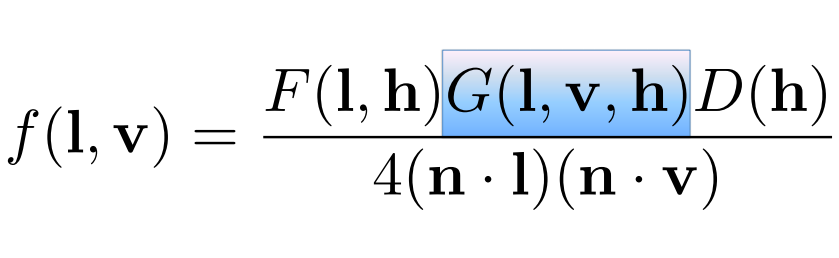 f(l, v) = F(l, h)G(l, v, h)D(h) / 4(n · l)(n · v)